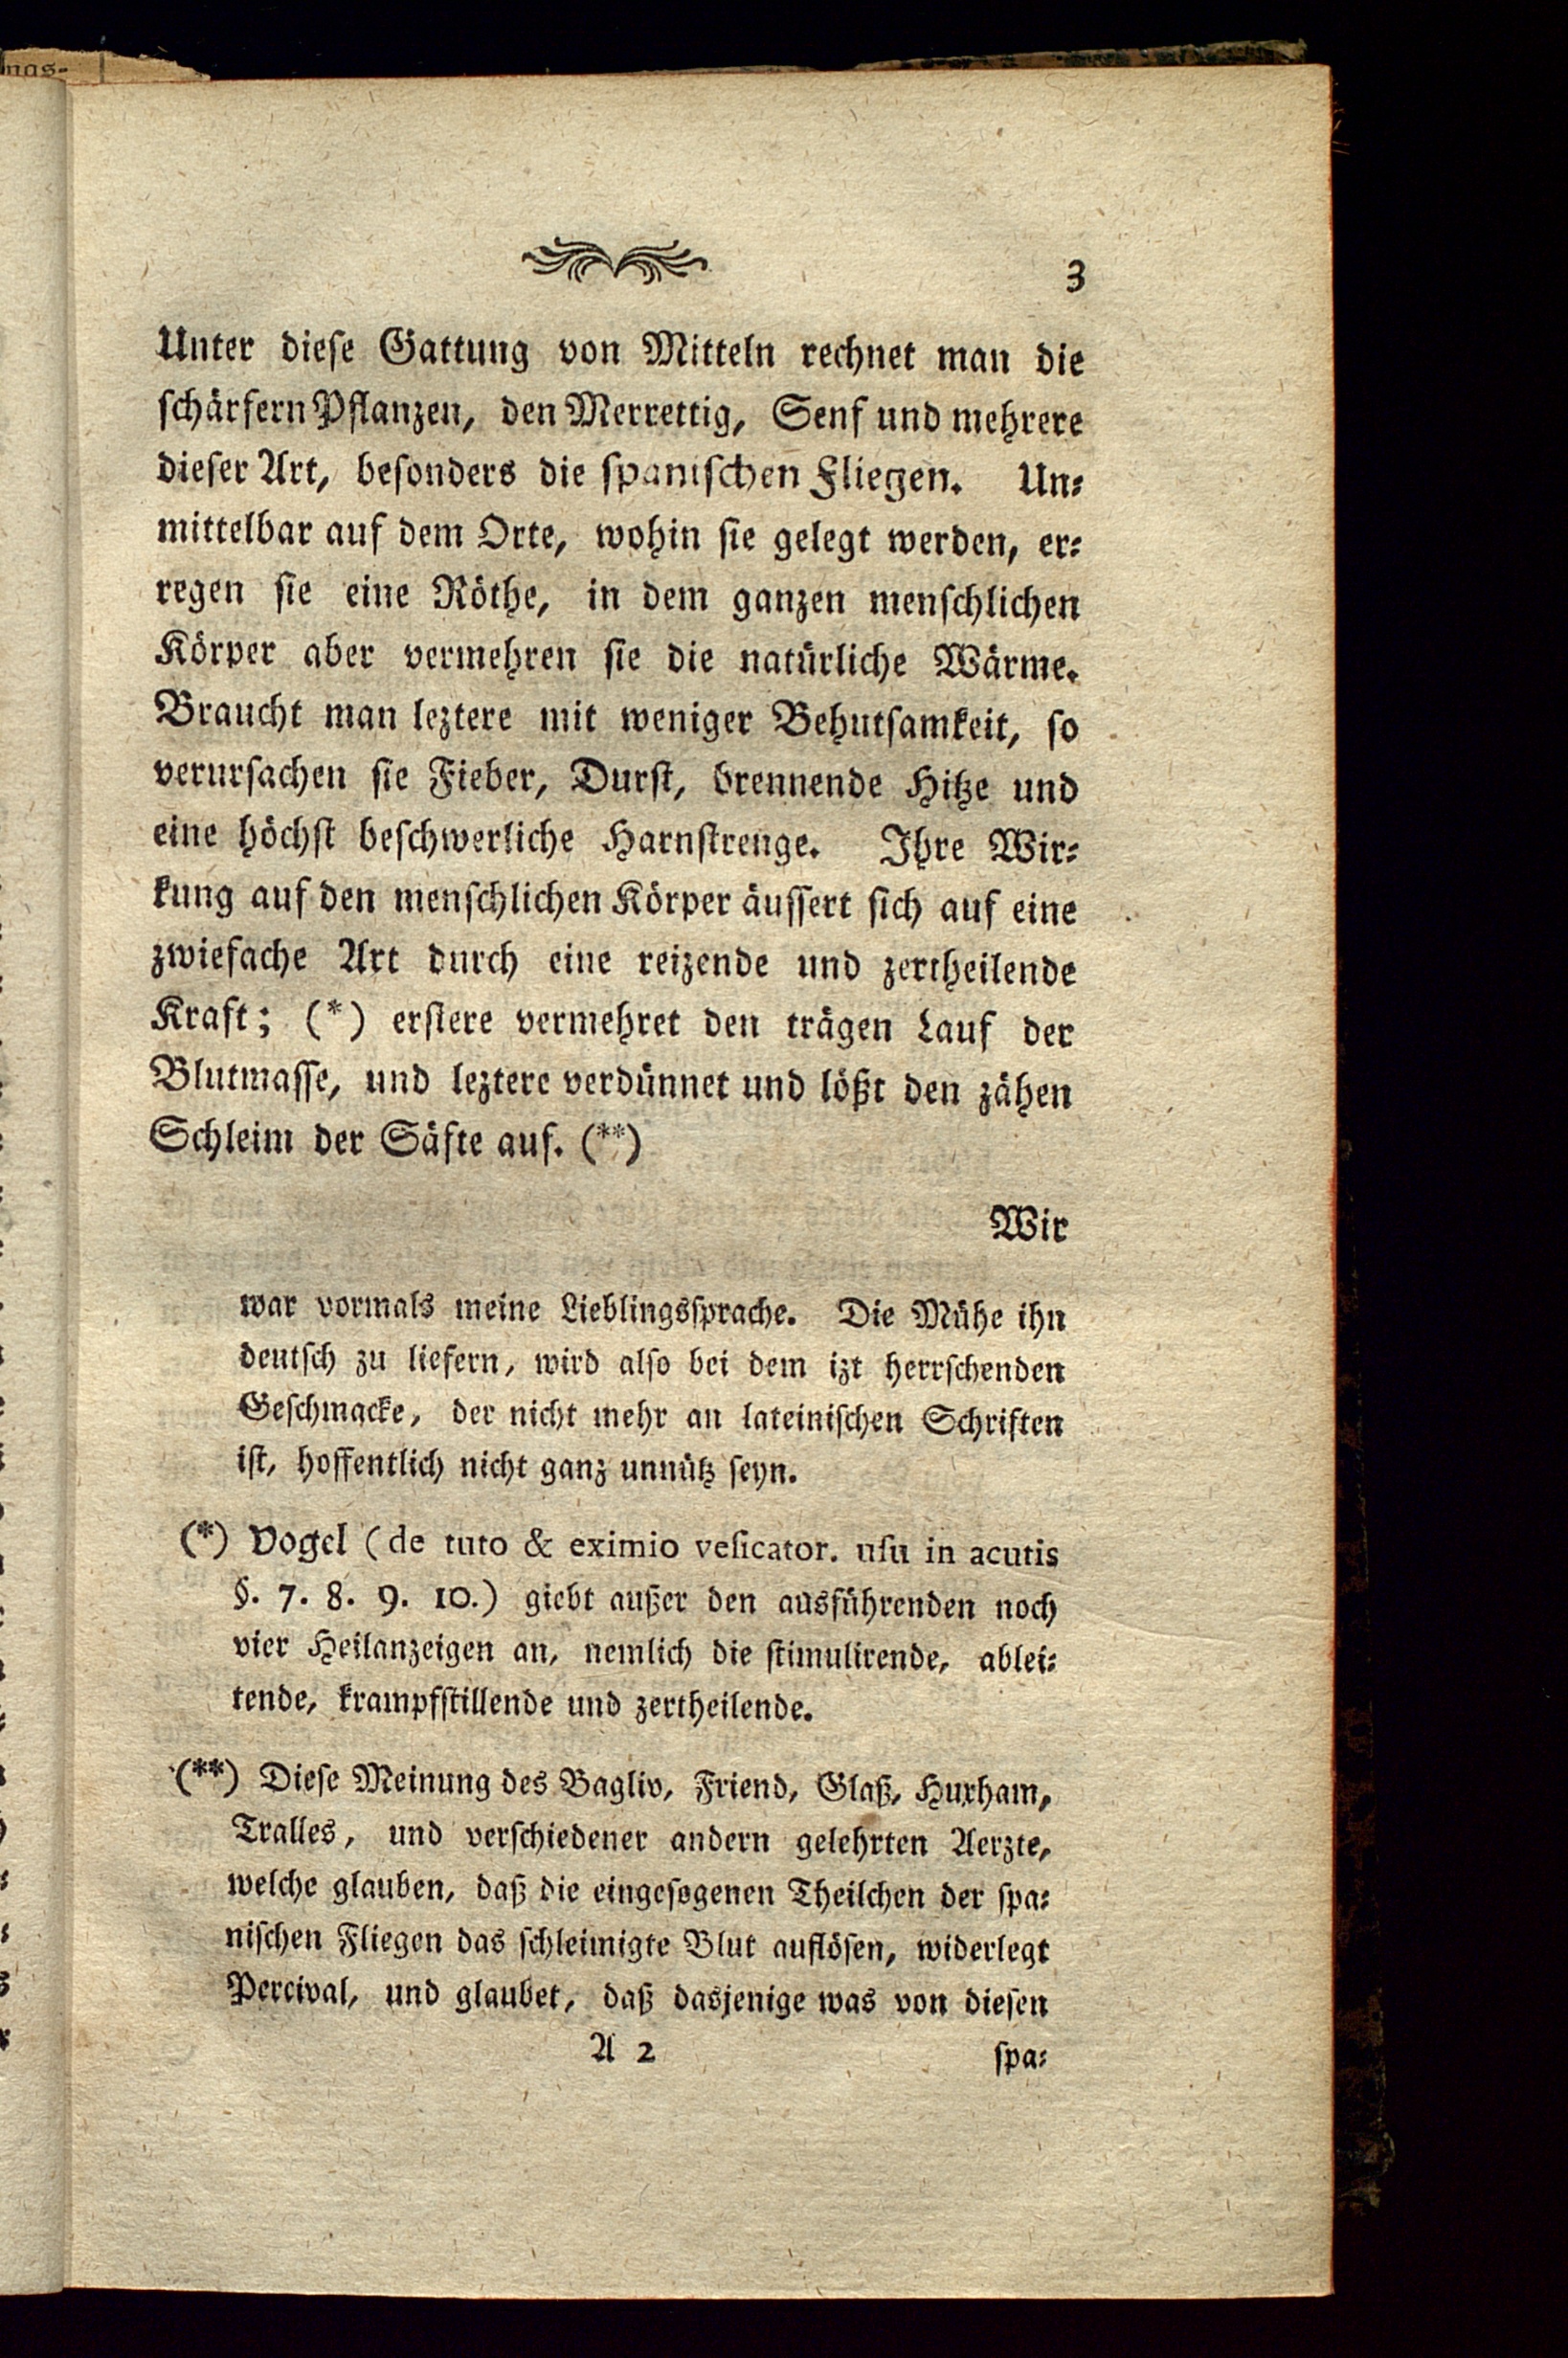 3
Unter dieſe Gattung von Mitteln rechnet man die
ſchärfern Pflanzen, den Merrettig, Senf und mehrere
dieſer Art, beſonders die ſpaniſchen Fliegen. Un⸗
mittelbar auf dem Orte, wohin ſie gelegt werden, er⸗
regen ſie eine Röthe, in dem ganzen menſchlichen
Körper aber vermehren ſie die natürliche Wärme.
Braucht man leztere mit weniger Behutſamkeit, ſo
verurſachen ſie Fieber, Durſt, brennende Hitze und
eine höchſt beſchwerliche Harnſtrenge. Ihre Wir⸗
kung auf den menſchlichen Körper äuſſert ſich auf eine
zwiefache Art durch eine reizende und zertheilende
Kraft; (*) erſtere vermehret den trägen Lauf der
Blutmaſſe, und leztere verdünnet und lößt den zähen
Schleim der Säfte auf. (**)
Wir
war vormals meine Lieblingsſprache. Die Mühe ihn
deutſch zu liefern, wird alſo bei dem izt herrſchenden
Geſchmacke, der nicht mehr an lateiniſchen Schriften
iſt, hoffentlich nicht ganz unnütz ſeyn.
(*) Vogel (de tuto & eximio veſicator. uſu in acutis
§. 7. 8. 9. 10.) giebt außer den ausführenden noch
vier Heilanzeigen an, nemlich die ſtimulirende, ablei⸗
tende, krampfſtillende und zertheilende.
(**) Dieſe Meinung des Bagliv, Friend, Glaß, Huxham,
Tralles, und verſchiedener andern gelehrten Aerzte,
welche glauben, daß die eingeſogenen Theilchen der ſpa⸗
niſchen Fliegen das ſchleimigte Blut auflöſen, widerlegt
Percival, und glaubet, daß dasjenige was von dieſen
A 2
ſpa⸗